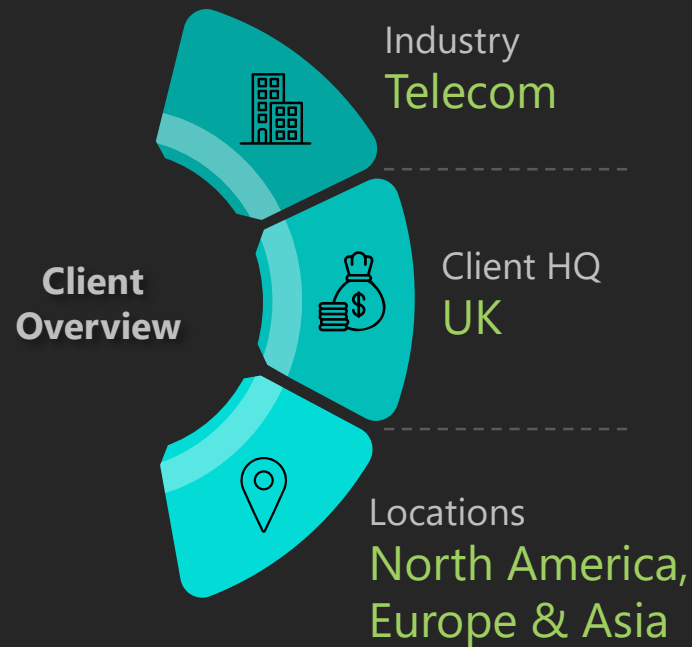 Industry
Telecom
Client
Overview
Client HQ
UK
$
Locations
North America,
Europe & Asia